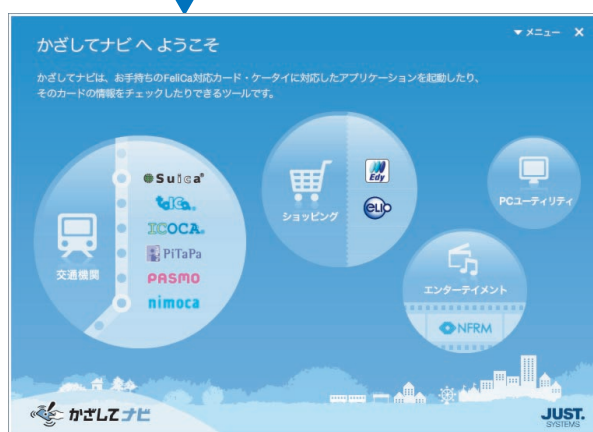 かざしてナビへ ようこそ
▼メニュー ×
かざしてナビは、お手持ちのFeliCa対応カード・ケータイに対応したアプリケーションを起動したり、
そのカードの情報をチェックしたりできるツールです。
交通機関
Suica®
toica.
ICOCA.
PiTaPa
PASMO
nimoca
ショッピング
Edy
eLIO
PCユーティリティ
エンターテイメント
NFRM
かざしてナビ
JUST.
SYSTEMS